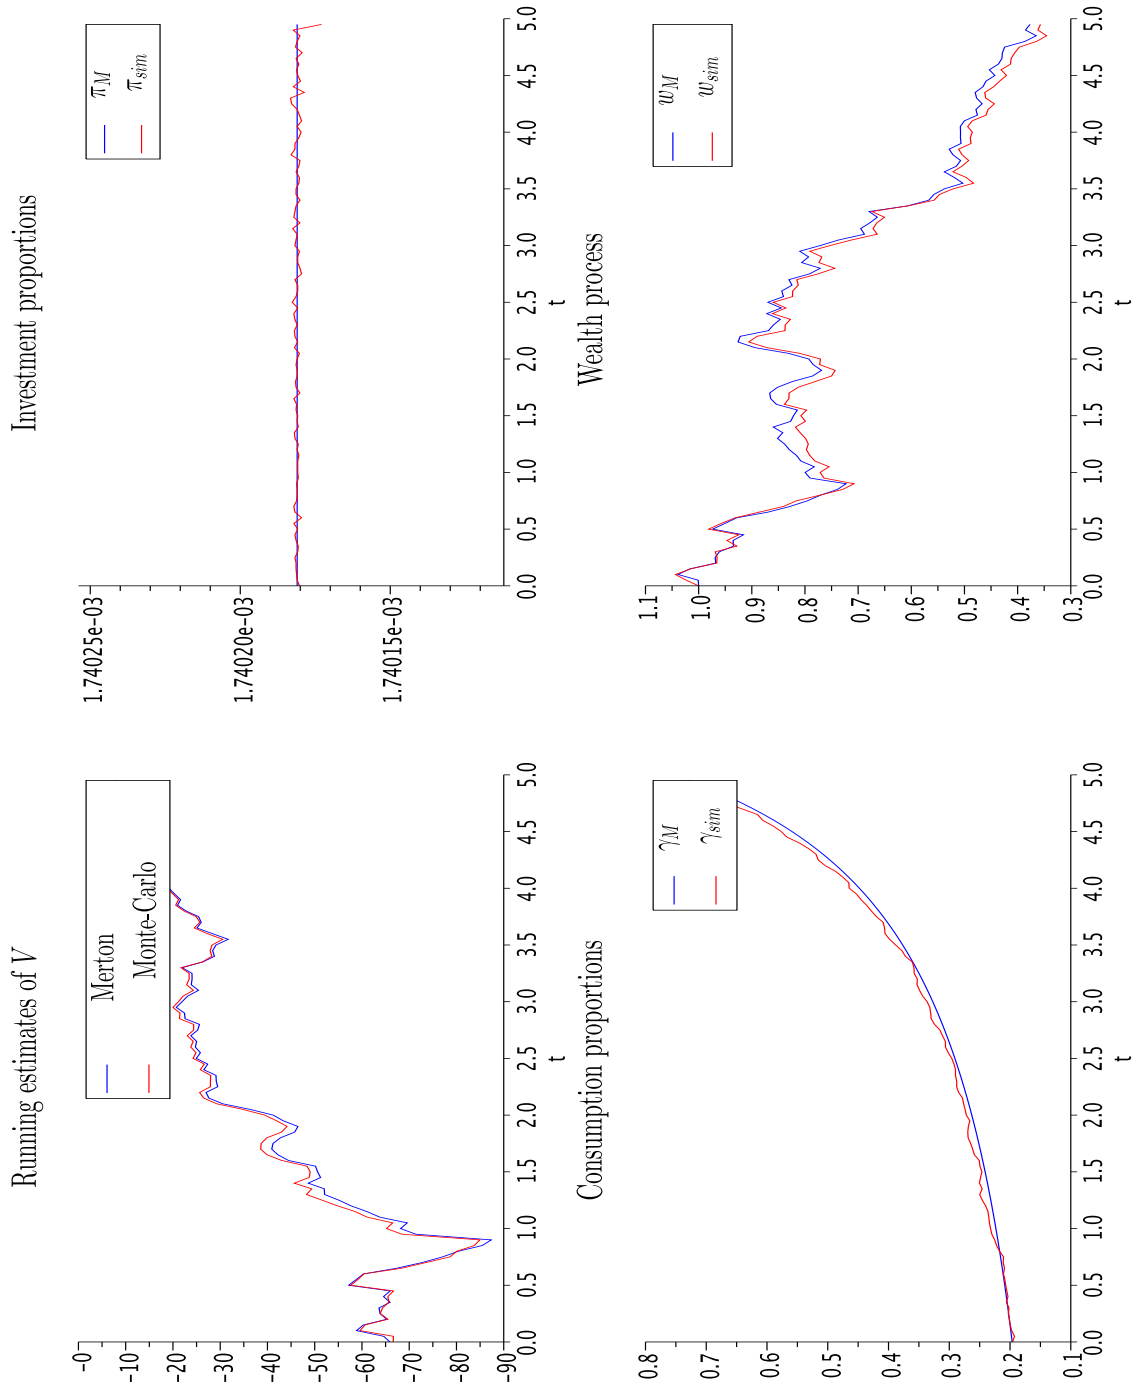 Running estimates of V
-0
-10
-20
-30
-40
-50
-60
-70
-80
-90
Merton
Monte-Carlo
0.0 0.5 1.0 1.5 2.0 2.5 3.0 3.5 4.0 4.5 5.0
t
Investment proportions
1.74025e-03
1.74020e-03
1.74015e-03
π_M
π_sim
0.0 0.5 1.0 1.5 2.0 2.5 3.0 3.5 4.0 4.5 5.0
t
Consumption proportions
0.8
0.7
0.6
0.5
0.4
0.3
0.2
0.1
γ_M
γ_sim
0.0 0.5 1.0 1.5 2.0 2.5 3.0 3.5 4.0 4.5 5.0
t
Wealth process
1.1
1.0
0.9
0.8
0.7
0.6
0.5
0.4
0.3
w_M
w_sim
0.0 0.5 1.0 1.5 2.0 2.5 3.0 3.5 4.0 4.5 5.0
t